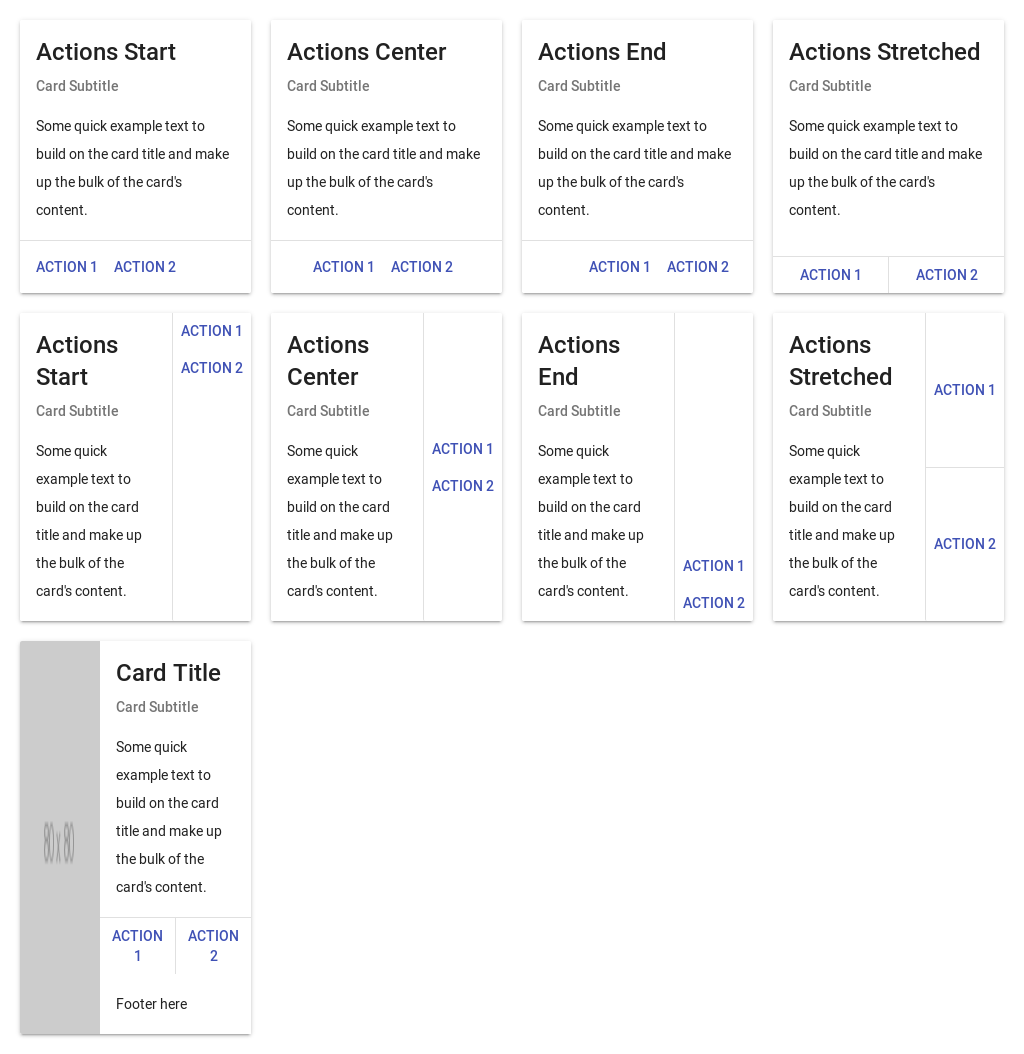 Actions Start
Card Subtitle
Some quick example text to
build on the card title and make
up the bulk of the card's
content.
ACTION 1 ACTION 2
Actions Center
Card Subtitle
Some quick example text to
build on the card title and make
up the bulk of the card's
content.
ACTION 1 ACTION 2
Actions End
Card Subtitle
Some quick example text to
build on the card title and make
up the bulk of the card's
content.
ACTION 1 ACTION 2
Actions Stretched
Card Subtitle
Some quick example text to
build on the card title and make
up the bulk of the card's
content.
ACTION 1 ACTION 2
Actions
Start
Card Subtitle
Some quick
example text to
build on the card
title and make up
the bulk of the
card's content.
ACTION 1
ACTION 2
Actions
Center
Card Subtitle
Some quick
example text to
build on the card
title and make up
the bulk of the
card's content.
ACTION 1
ACTION 2
Actions
End
Card Subtitle
Some quick
example text to
build on the card
title and make up
the bulk of the
card's content.
ACTION 1
ACTION 2
Actions
Stretched
Card Subtitle
Some quick
example text to
build on the card
title and make up
the bulk of the
card's content.
ACTION 1
ACTION 2
80 x 80
Card Title
Card Subtitle
Some quick
example text to
build on the card
title and make up
the bulk of the
card's content.
ACTION
1
ACTION
2
Footer here